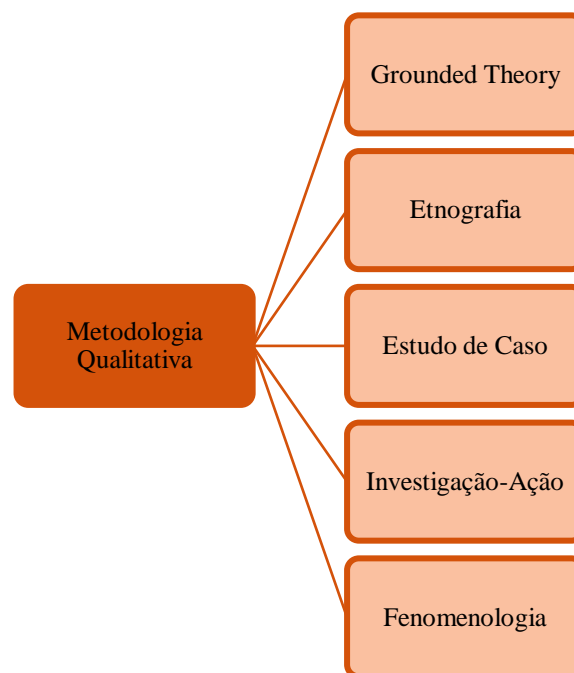 Grounded Theory
Etnografia
Metodologia
Qualitativa
Estudo de Caso
Investigação-Ação
Fenomenologia